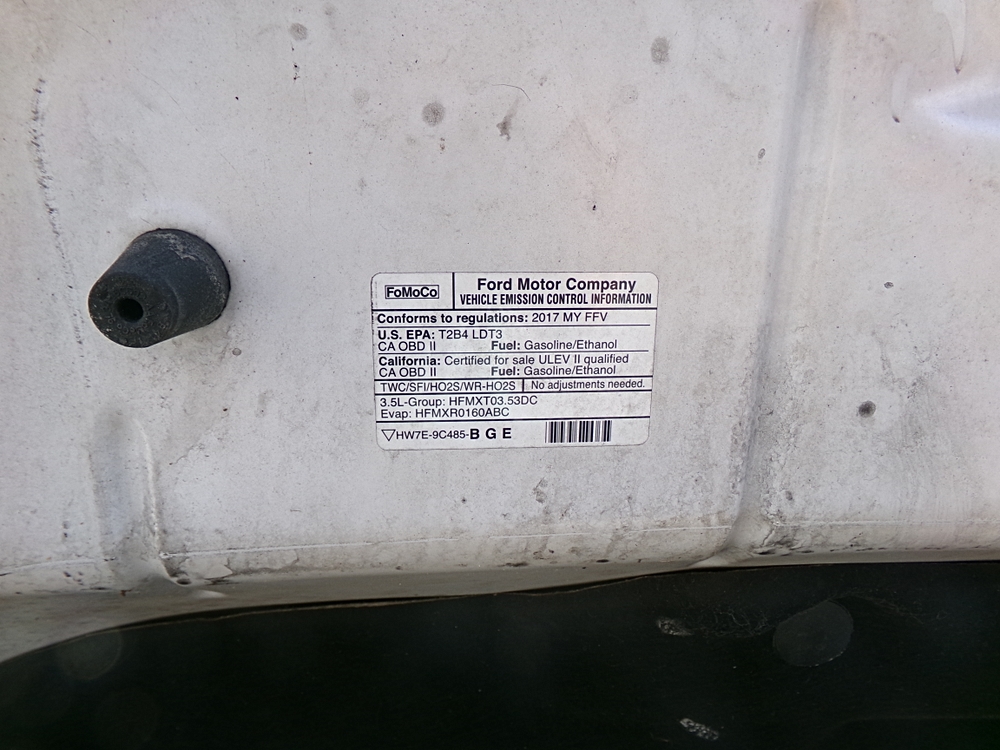 FoMoCo
Ford Motor Company
VEHICLE EMISSION CONTROL INFORMATION
Conforms to regulations: 2017 MY FFV
U.S. EPA: T2B4 LDT3
CA OBD II Fuel: Gasoline/Ethanol
California: Certified for sale ULEV II qualified
CA OBD II Fuel: Gasoline/Ethanol
TWC/SFI/HO2S/WR-HO2S No adjustments needed.
3.5L-Group: HFMXT03.53DC
Evap: HFMXR0160ABC
HW7E-9C485-B G E